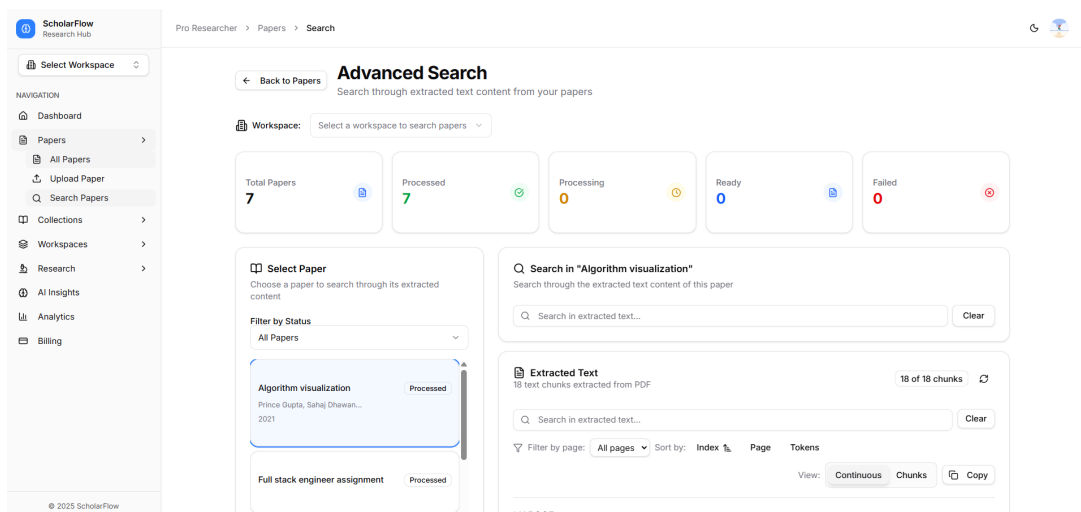 ScholarFlow
Research Hub
Select Workspace
NAVIGATION
Dashboard
Papers
All Papers
Upload Paper
Search Papers
Collections
Workspaces
Research
AI Insights
Analytics
Billing
© 2025 ScholarFlow
Pro Researcher > Papers > Search
Back to Papers
Advanced Search
Search through extracted text content from your papers
Workspace: Select a workspace to search papers
Total Papers
7
Processed
7
Processing
0
Ready
0
Failed
0
Select Paper
Choose a paper to search through its extracted
content
Filter by Status
All Papers
Algorithm visualization Processed
Prince Gupta, Sahaj Dhawan...
2021
Full stack engineer assignment Processed
Search in "Algorithm visualization"
Search through the extracted text content of this paper
Search in extracted text... Clear
Extracted Text
18 text chunks extracted from PDF
18 of 18 chunks
Search in extracted text... Clear
Filter by page: All pages Sort by: Index Page Tokens
View: Continuous Chunks Copy